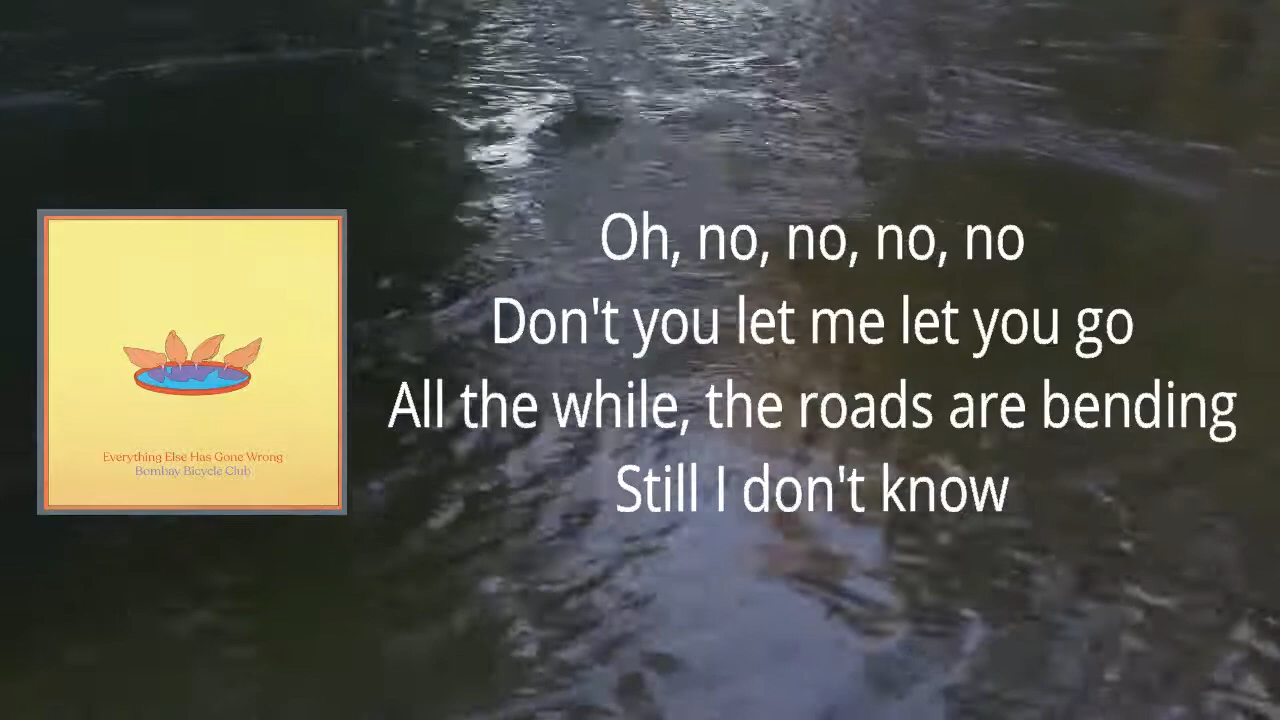 Oh, no, no, no, no
Don't you let me let you go
All the while, the roads are bending
Still I don't know
Everything Else Has Gone Wrong
Bombay Bicycle Club